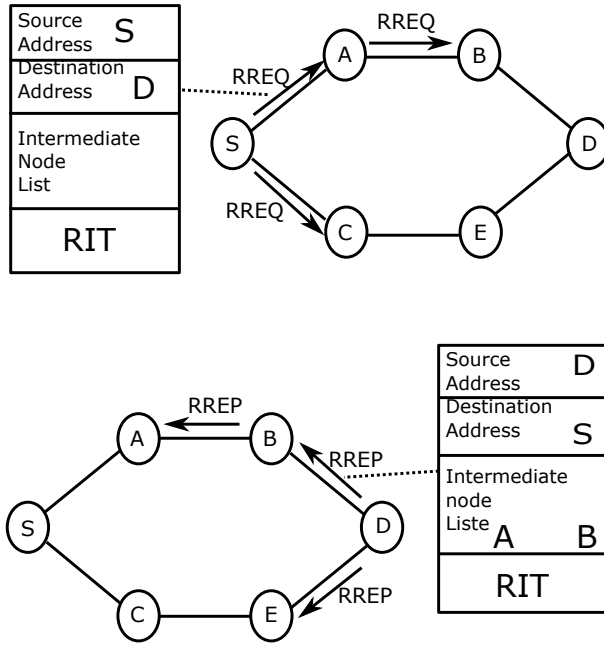 Source
Address S
Destination
Address D
Intermediate
Node
List
RIT
RREQ
RREQ
RREQ
A
B
S
D
C
E
Source
Address D
Destination
Address S
Intermediate
node
Liste A B
RIT
RREP
RREP
RREP
A
B
S
D
C
E